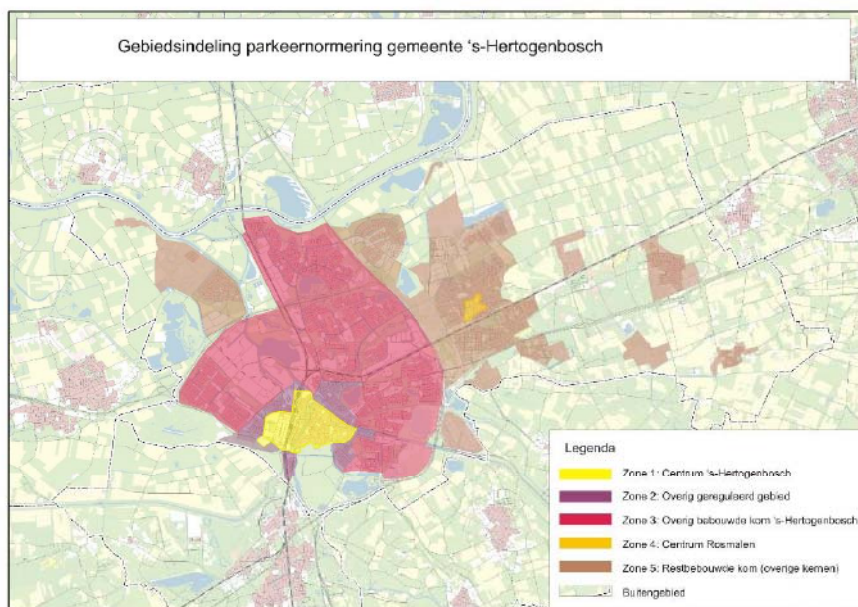 Gebiedsindeling parkeernormering gemeente 's-Hertogenbosch
Legenda
Zone 1: Centrum 's-Hertogenbosch
Zone 2: Overig gereguleerd gebied
Zone 3: Overig bebouwde kom 's-Hertogenbosch
Zone 4: Centrum Rosmalen
Zone 5: Restbebouwde kom (overige kernen)
Buitengebied